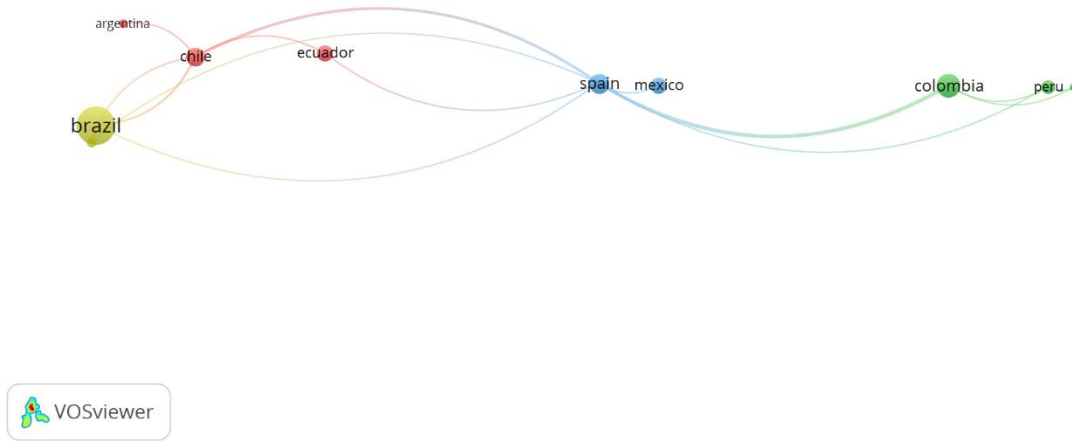 argentina
chile
ecuador
spain
mexico
colombia
peru
brazil
VOSviewer